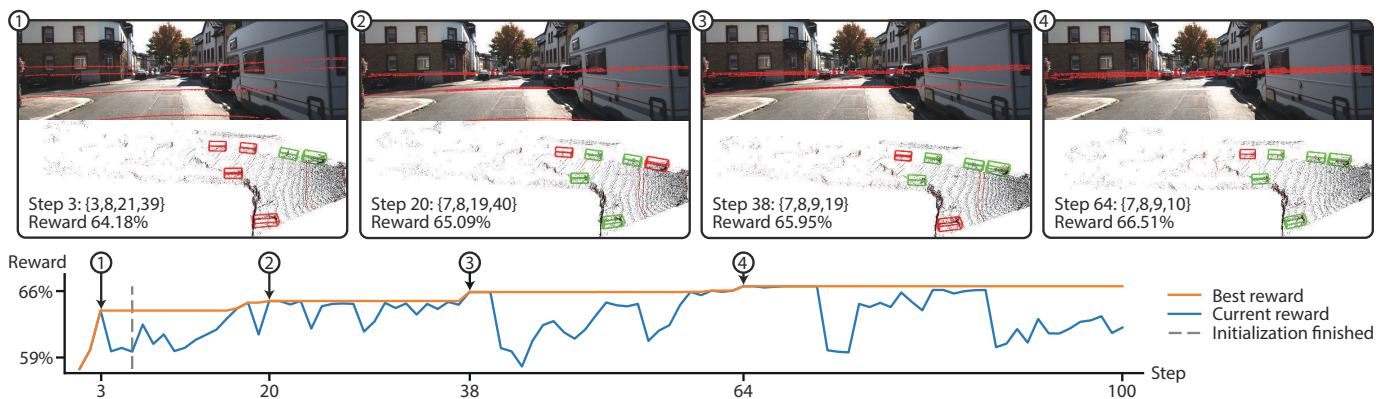 1
2
3
4
Step 3: {3,8,21,39}
Reward 64.18%
Step 20: {7,8,19,40}
Reward 65.09%
Step 38: {7,8,9,19}
Reward 65.95%
Step 64: {7,8,9,10}
Reward 66.51%
Reward
1
2
3
4
66%
59%
Best reward
Current reward
Initialization finished
Step
3
20
38
64
100